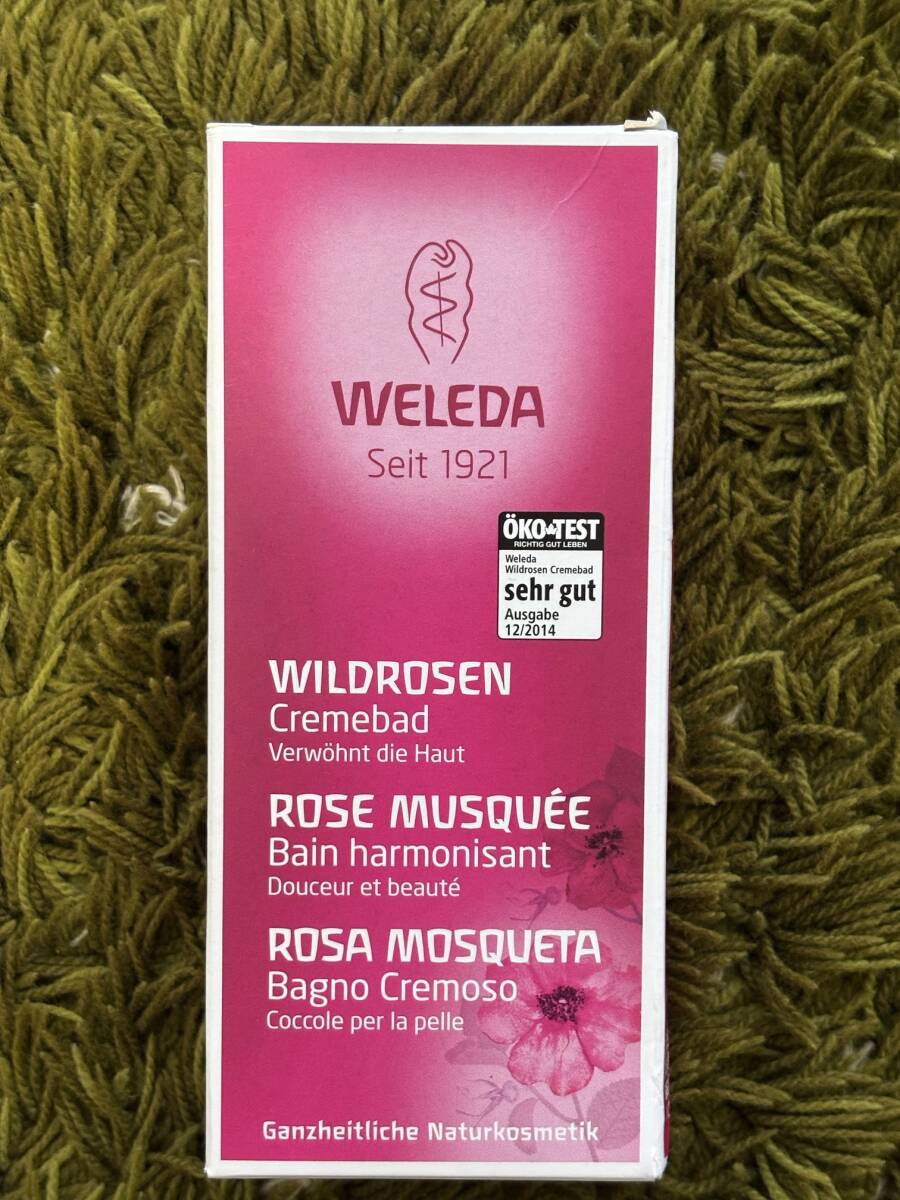 WELEDA
Seit 1921
ÖKO TEST
RICHTIG GUT LEBEN
Weleda
Wildrosen Cremebad
sehr gut
Ausgabe
12/2014
WILDROSEN
Cremebad
Verwöhnt die Haut
ROSE MUSQUÉE
Bain harmonisant
Douceur et beauté
ROSA MOSQUETA
Bagno Cremoso
Coccole per la pelle
Ganzheitliche Naturkosmetik